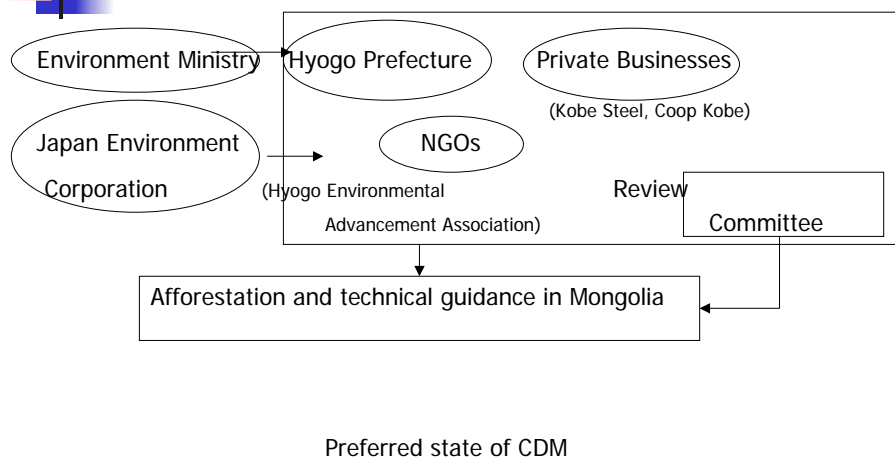 Environment Ministry
Hyogo Prefecture
Private Businesses
(Kobe Steel, Coop Kobe)
Japan Environment
Corporation
NGOs
(Hyogo Environmental
Advancement Association)
Review
Committee
Afforestation and technical guidance in Mongolia
Preferred state of CDM